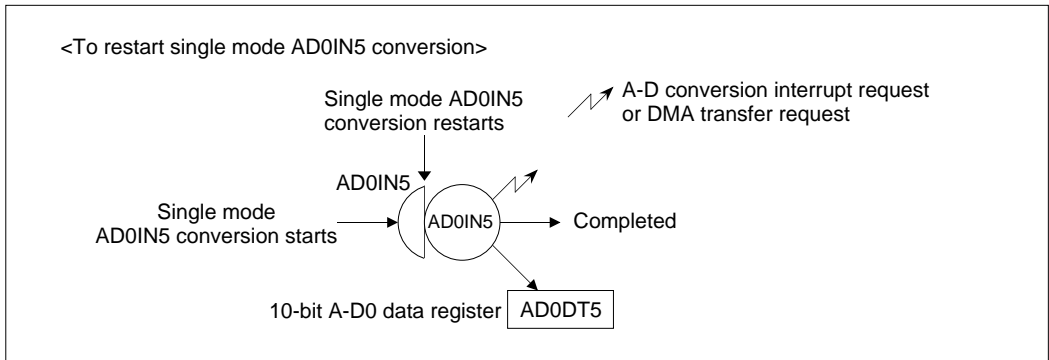 <To restart single mode AD0IN5 conversion>
Single mode AD0IN5
conversion restarts
A-D conversion interrupt request
or DMA transfer request
AD0IN5
Single mode
AD0IN5 conversion starts
AD0IN5
Completed
10-bit A-D0 data register
AD0DT5